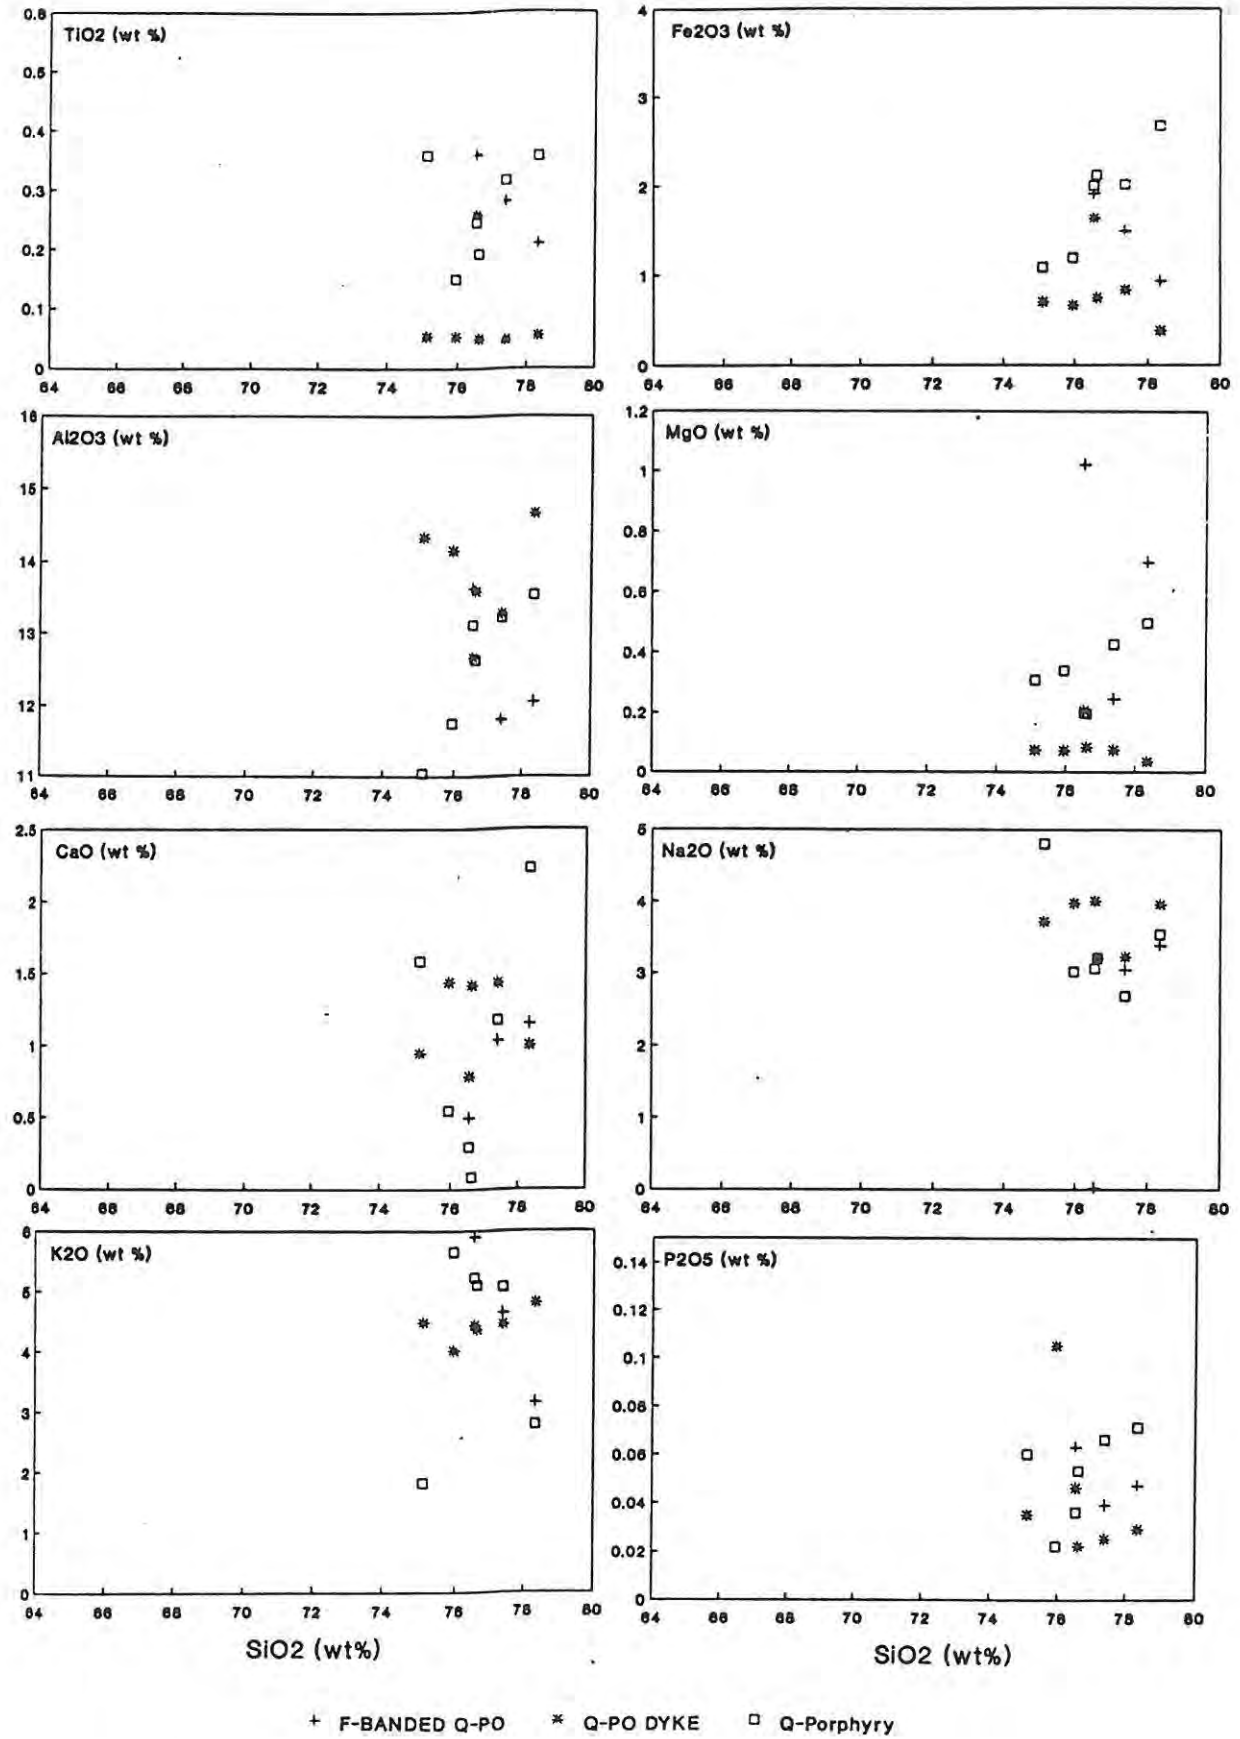 TiO2 (wt %)
0.6
0.5
0.4
0.3
0.2
0.1
0
64 66 68 70 72 74 76 78 80
Fe2O3 (wt %)
4
3
2
1
0
64 66 68 70 72 74 76 78 80
Al2O3 (wt %)
16
15
14
13
12
11
64 66 68 70 72 74 76 78 80
MgO (wt %)
1.2
1
0.8
0.6
0.4
0.2
0
64 66 68 70 72 74 76 78 80
CaO (wt %)
2.5
2
1.5
1
0.5
0
64 66 68 70 72 74 76 78 80
Na2O (wt %)
5
4
3
2
1
0
64 66 68 70 72 74 76 78 80
K2O (wt %)
6
5
4
3
2
1
0
64 66 68 70 72 74 76 78 80
SiO2 (wt%)
P2O5 (wt %)
0.14
0.12
0.1
0.08
0.06
0.04
0.02
0
64 66 68 70 72 74 76 78 80
SiO2 (wt%)
F-BANDED Q-PO
Q-PO DYKE
Q-Porphyry